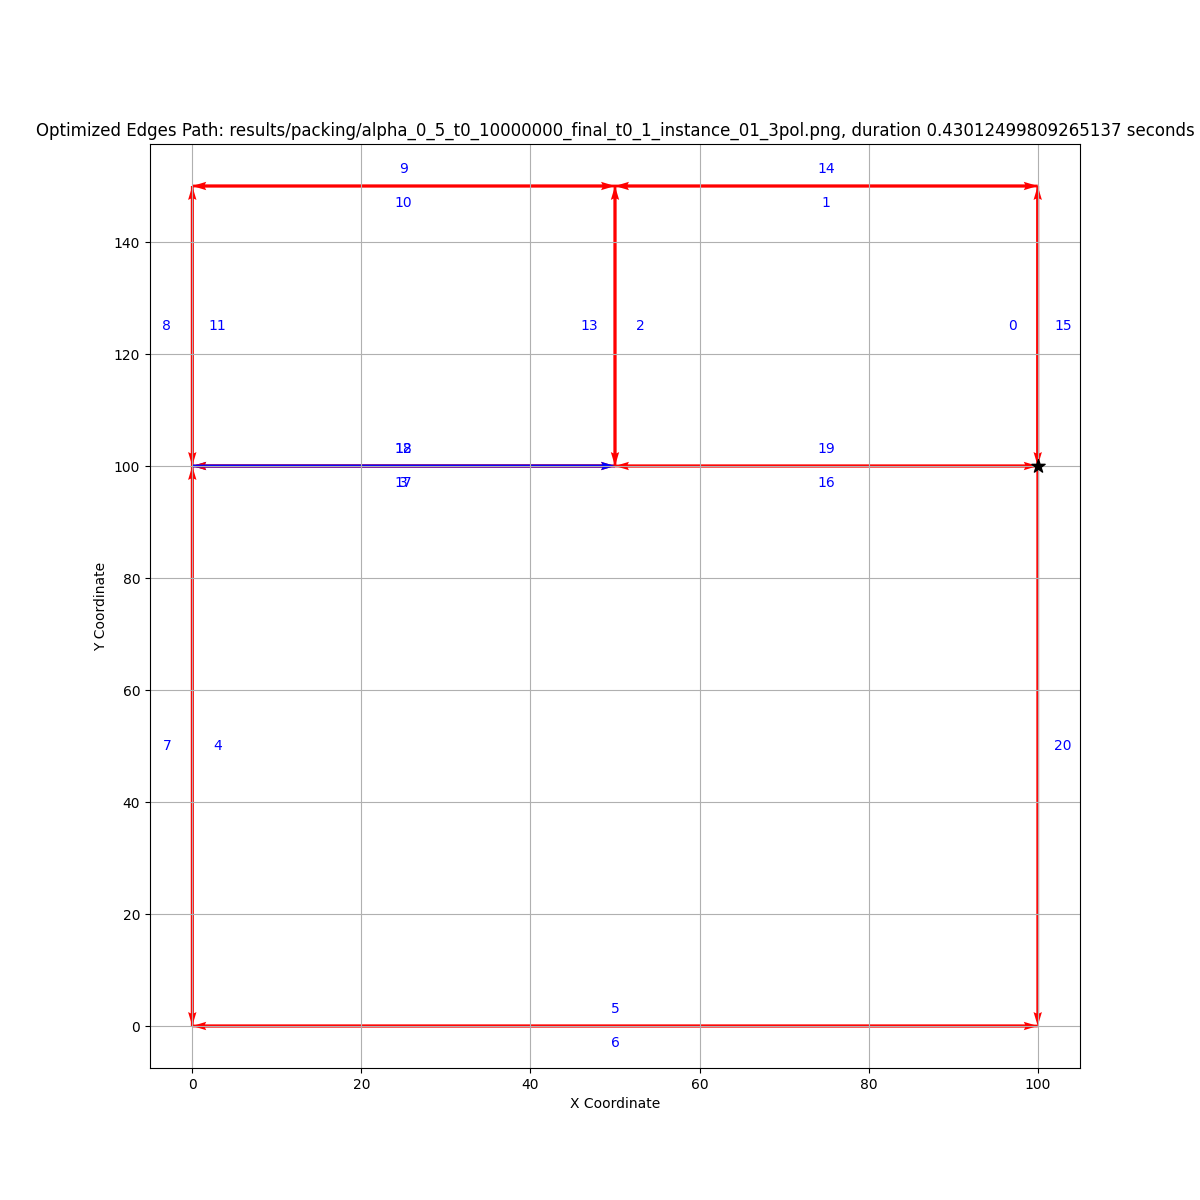 Optimized Edges Path: results/packing/alpha_0_5_t0_10000000_final_t0_1_instance_01_3pol.png, duration 0.43012499809265137 seconds
9 14
10 1
140
8 11 13 2 0 15
120
19
100
16
80
Y Coordinate
60
7 4 20
40
20
5
0
6
0 20 40 60 80 100
X Coordinate